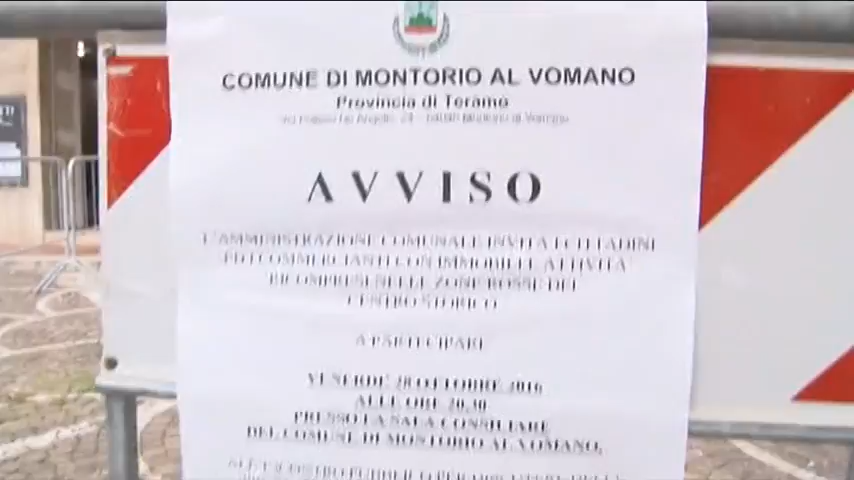 COMUNE DI MONTORIO AL VOMANO
Provincia di Teramo
AVVISO
L'AMMINISTRAZIONE COMUNALE INVITA I CITTADINI
ED I COMMERCIANTI CON IMMOBILI E ATTIVITA'
RICOMPRESI NELLE ZONE ROSSE DEL
CENTRO STORICO
A PARTECIPARE
VENERDI' 28 OTTOBRE 2016
ALLE ORE 20,30
PRESSO LA SALA CONSILIARE
DEL COMUNE DI MONTORIO AL VOMANO,